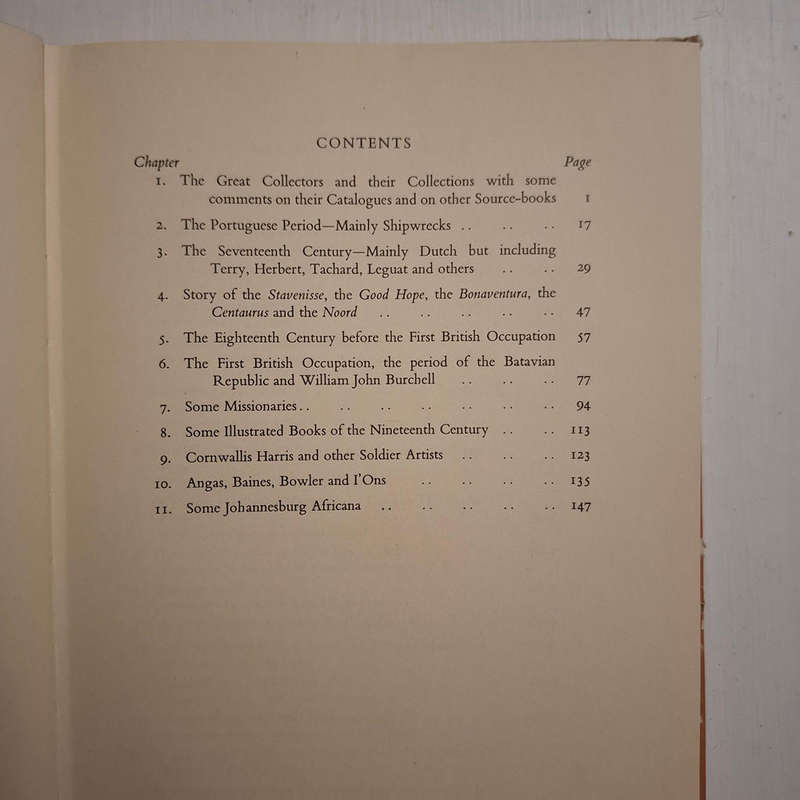 CONTENTS
Chapter Page
1. The Great Collectors and their Collections with some
comments on their Catalogues and on other Source-books 1
2. The Portuguese Period—Mainly Shipwrecks .. .. .. 17
3. The Seventeenth Century—Mainly Dutch but including
Terry, Herbert, Tachard, Leguat and others .. .. 29
4. Story of the Stavenisse, the Good Hope, the Bonaventura, the
Centaurus and the Noord .. .. .. .. .. 47
5. The Eighteenth Century before the First British Occupation 57
6. The First British Occupation, the period of the Batavian
Republic and William John Burchell .. .. .. 77
7. Some Missionaries .. .. .. .. .. .. .. 94
8. Some Illustrated Books of the Nineteenth Century .. .. 113
9. Cornwallis Harris and other Soldier Artists .. .. .. 123
10. Angas, Baines, Bowler and I'Ons .. .. .. .. 135
11. Some Johannesburg Africana .. .. .. .. .. 147